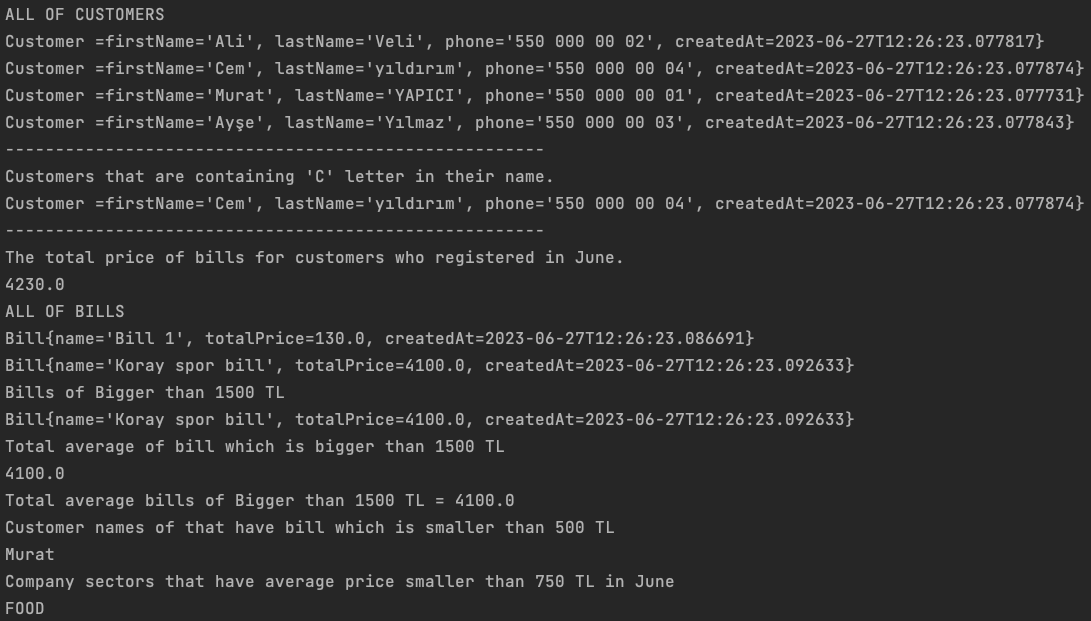 ALL OF CUSTOMERS
Customer =firstName='Ali', lastName='Veli', phone='550 000 00 02', createdAt=2023-06-27T12:26:23.077817}
Customer =firstName='Cem', lastName='yıldırım', phone='550 000 00 04', createdAt=2023-06-27T12:26:23.077874}
Customer =firstName='Murat', lastName='YAPICI', phone='550 000 00 01', createdAt=2023-06-27T12:26:23.077731}
Customer =firstName='Ayşe', lastName='Yılmaz', phone='550 000 00 03', createdAt=2023-06-27T12:26:23.077843}
------------------------------------------------------
Customers that are containing 'C' letter in their name.
Customer =firstName='Cem', lastName='yıldırım', phone='550 000 00 04', createdAt=2023-06-27T12:26:23.077874}
------------------------------------------------------
The total price of bills for customers who registered in June.
4230.0
ALL OF BILLS
Bill{name='Bill 1', totalPrice=130.0, createdAt=2023-06-27T12:26:23.086691}
Bill{name='Koray spor bill', totalPrice=4100.0, createdAt=2023-06-27T12:26:23.092633}
Bills of Bigger than 1500 TL
Bill{name='Koray spor bill', totalPrice=4100.0, createdAt=2023-06-27T12:26:23.092633}
Total average of bill which is bigger than 1500 TL
4100.0
Total average bills of Bigger than 1500 TL = 4100.0
Customer names of that have bill which is smaller than 500 TL
Murat
Company sectors that have average price smaller than 750 TL in June
FOOD